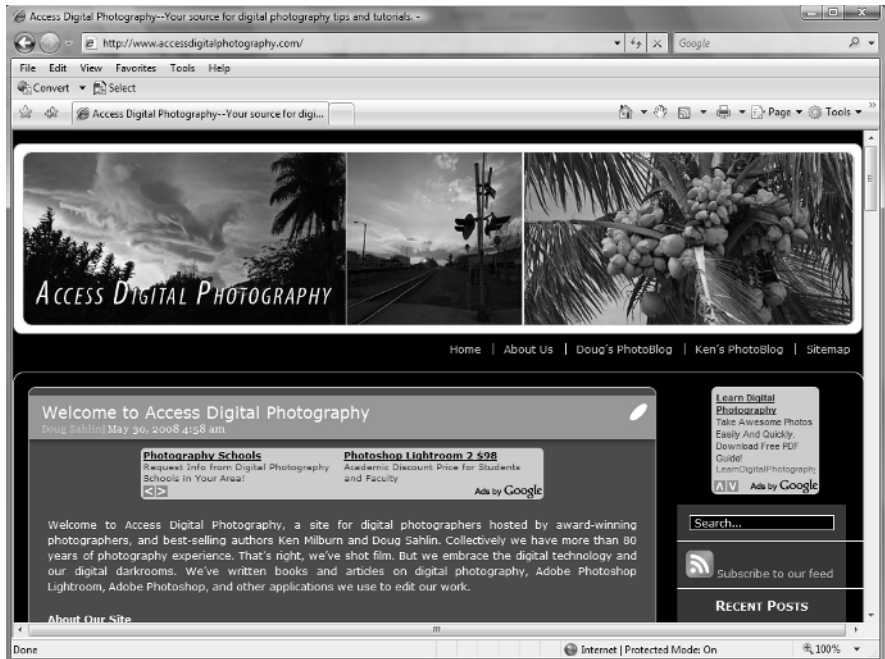 Access Digital Photography--Your source for digital photography tips and tutorials. -
http://www.accessdigitalphotography.com/
Google
File Edit View Favorites Tools Help
Convert Select
Access Digital Photography--Your source for digi...
Page Tools
ACCESS DIGITAL PHOTOGRAPHY
Home | About Us | Doug's PhotoBlog | Ken's PhotoBlog | Sitemap
Welcome to Access Digital Photography
Doug Sahlin| May 30, 2008 4:58 am
Photography Schools
Request Info from Digital Photography
Schools in Your Area!
Photoshop Lightroom 2 $98
Academic Discount Price for Students
and Faculty
Ads by Google
Welcome to Access Digital Photography, a site for digital photographers hosted by award-winning
photographers, and best-selling authors Ken Milburn and Doug Sahlin. Collectively we have more than 80
years of photography experience. That's right, we've shot film. But we embrace the digital technology and
our digital darkrooms. We've written books and articles on digital photography, Adobe Photoshop
Lightroom, Adobe Photoshop, and other applications we use to edit our work.
About Our Site
Learn Digital
Photography
Take Awesome Photos
Easily And Quickly.
Download Free PDF
Guide!
LearnDigitalPhotography
Ads by Google
Search...
Subscribe to our feed
RECENT POSTS
Done
Internet | Protected Mode: On
100%